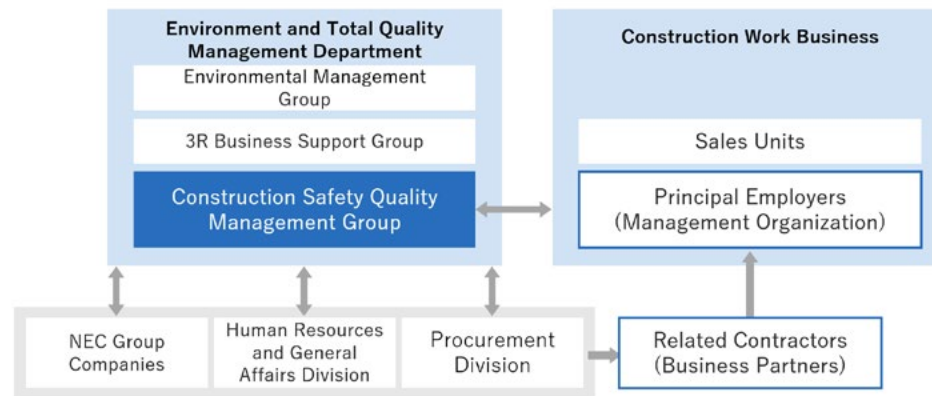 Environment and Total Quality
Management Department
Environmental Management
Group
3R Business Support Group
Construction Safety Quality
Management Group
Construction Work Business
Sales Units
Principal Employers
(Management Organization)
NEC Group
Companies
Human Resources
and General
Affairs Division
Procurement
Division
Related Contractors
(Business Partners)